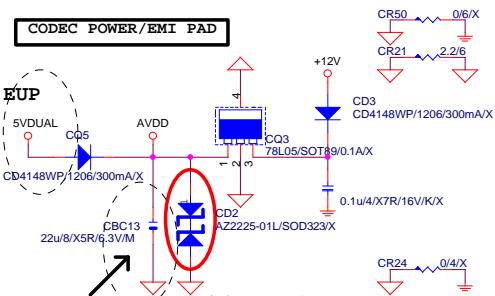 CODEC POWER/EMI PAD
CR50 0/6/X
CR21 2.2/6
+12V
EUP
5VDUAL
AVDD
4
CD3
CD4148WP/1206/300mA/X
CQ5
CQ3
78L05/SOT89/0.1A/X
1
2
3
CD4148WP/1206/300mA/X
0.1u/4/X7R/16V/K/X
CBC13
22u/8/X5R/6.3V/M
CD2
AZ2225-01L/SOD323/X
CR24 0/4/X